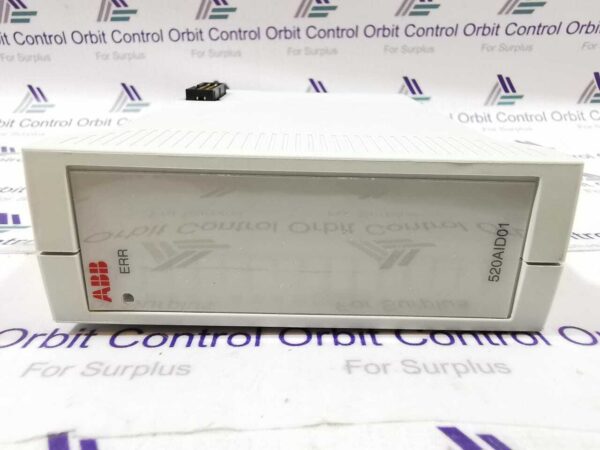 Orbit Control Orbit Control Orbit Control
For Surplus For Surplus For Surplus
Orbit Control Orbit Control Orbit Control Orbit Control
For Surplus
ABB
ERR
520AID01
Orbit Control Orbit Control Orbit Control
For Surplus For Surplus